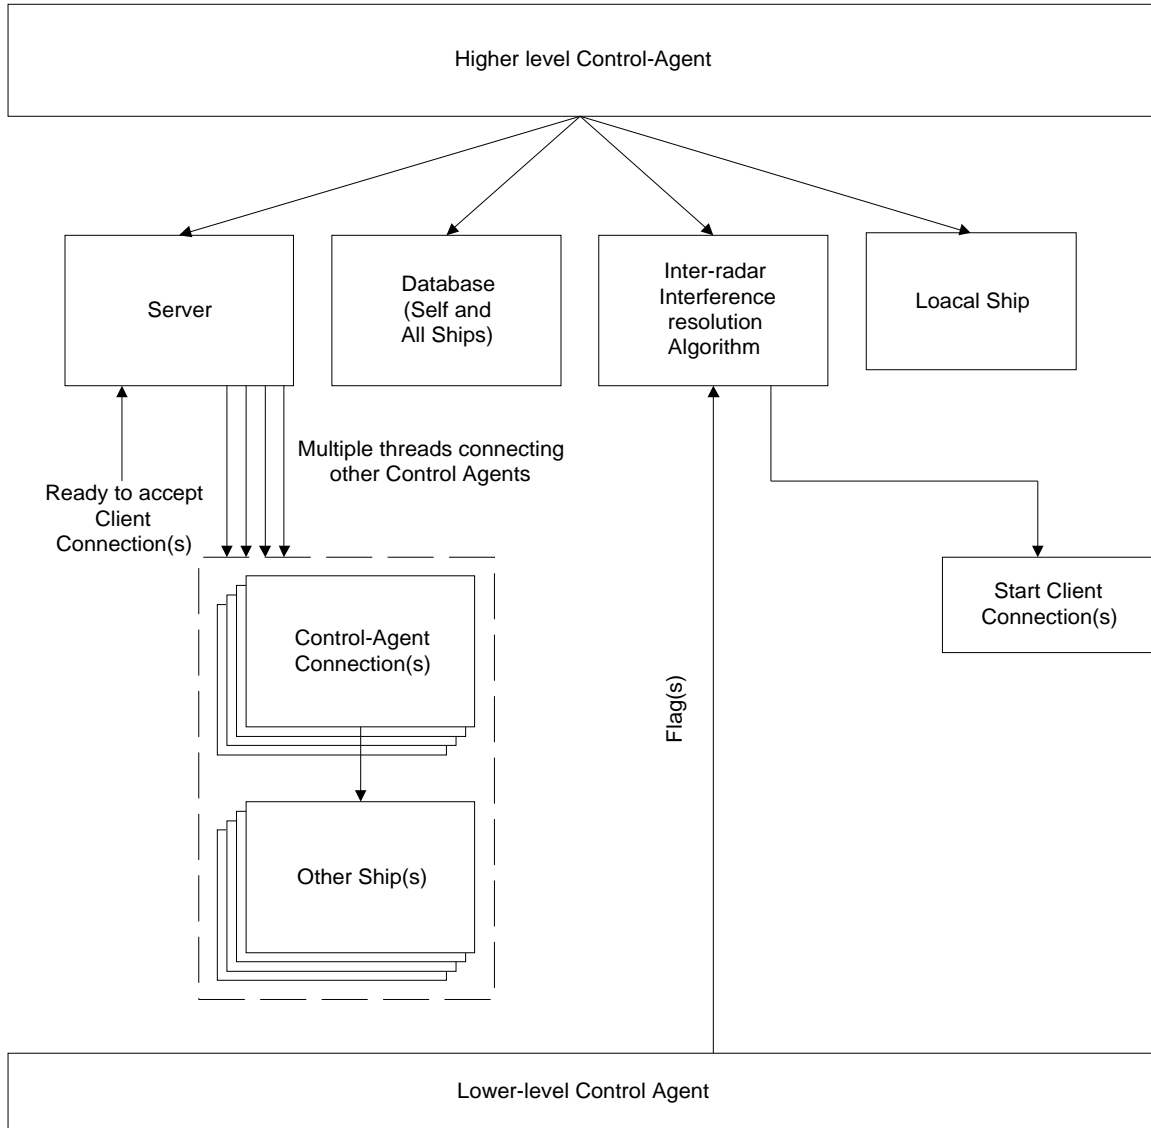 Higher level Control-Agent
Server
Database
(Self and
All Ships)
Inter-radar
Interference
resolution
Algorithm
Loacal Ship
Multiple threads connecting
other Control Agents
Ready to accept
Client
Connection(s)
Start Client
Connection(s)
Control-Agent
Connection(s)
Flag(s)
Other Ship(s)
Lower-level Control Agent